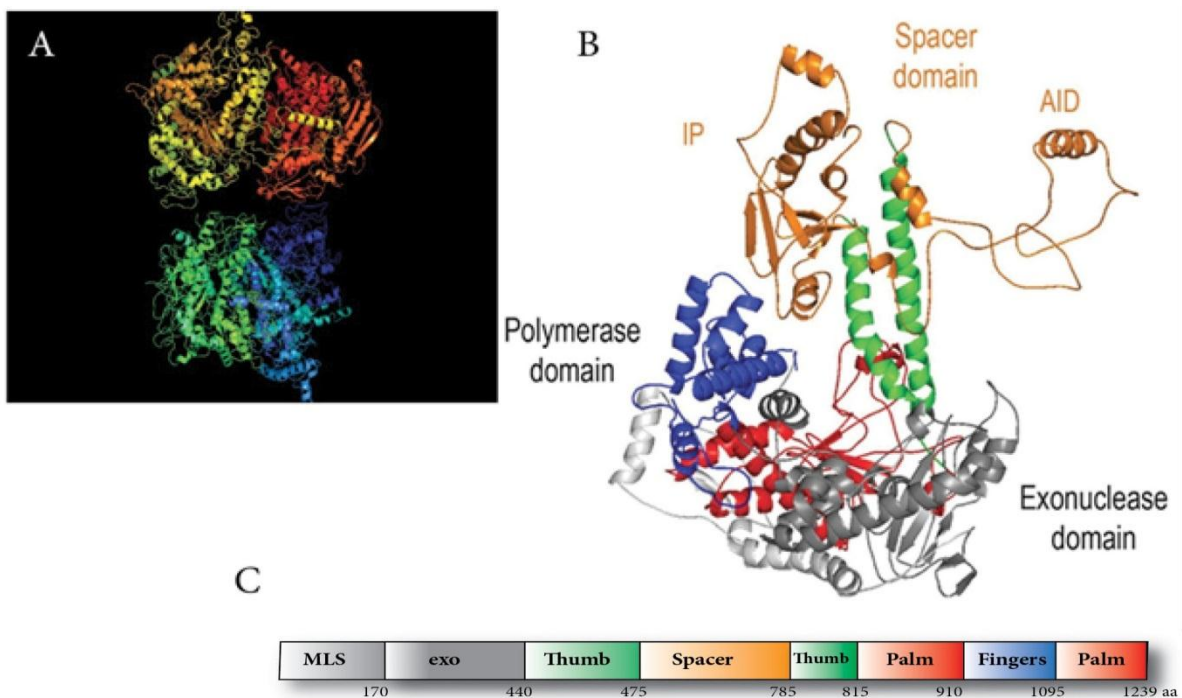 A
B
Spacer
domain
IP
AID
Polymerase
domain
Exonuclease
domain
C
MLS exo Thumb Spacer Thumb Palm Fingers Palm
170 440 475 785 815 910 1095 1239 aa